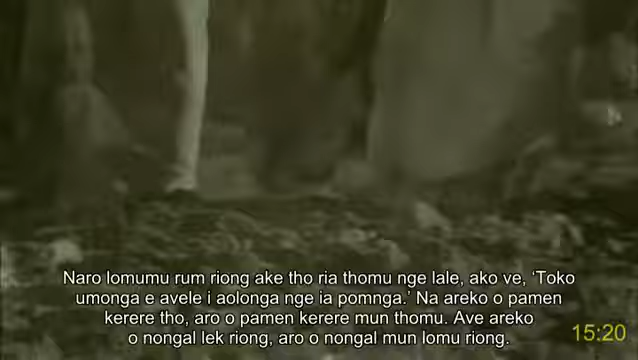 Naro lomumu rum riong ake tho ria thomu nge lale, ako ve, ‘Toko
umonga e avele i aolonga nge ia pomnga.’ Na areko o pamen
kerere tho, aro o pamen kerere mun thomu. Ave areko
o nongal lek riong, aro o nongal mun lomu riong.
15:20